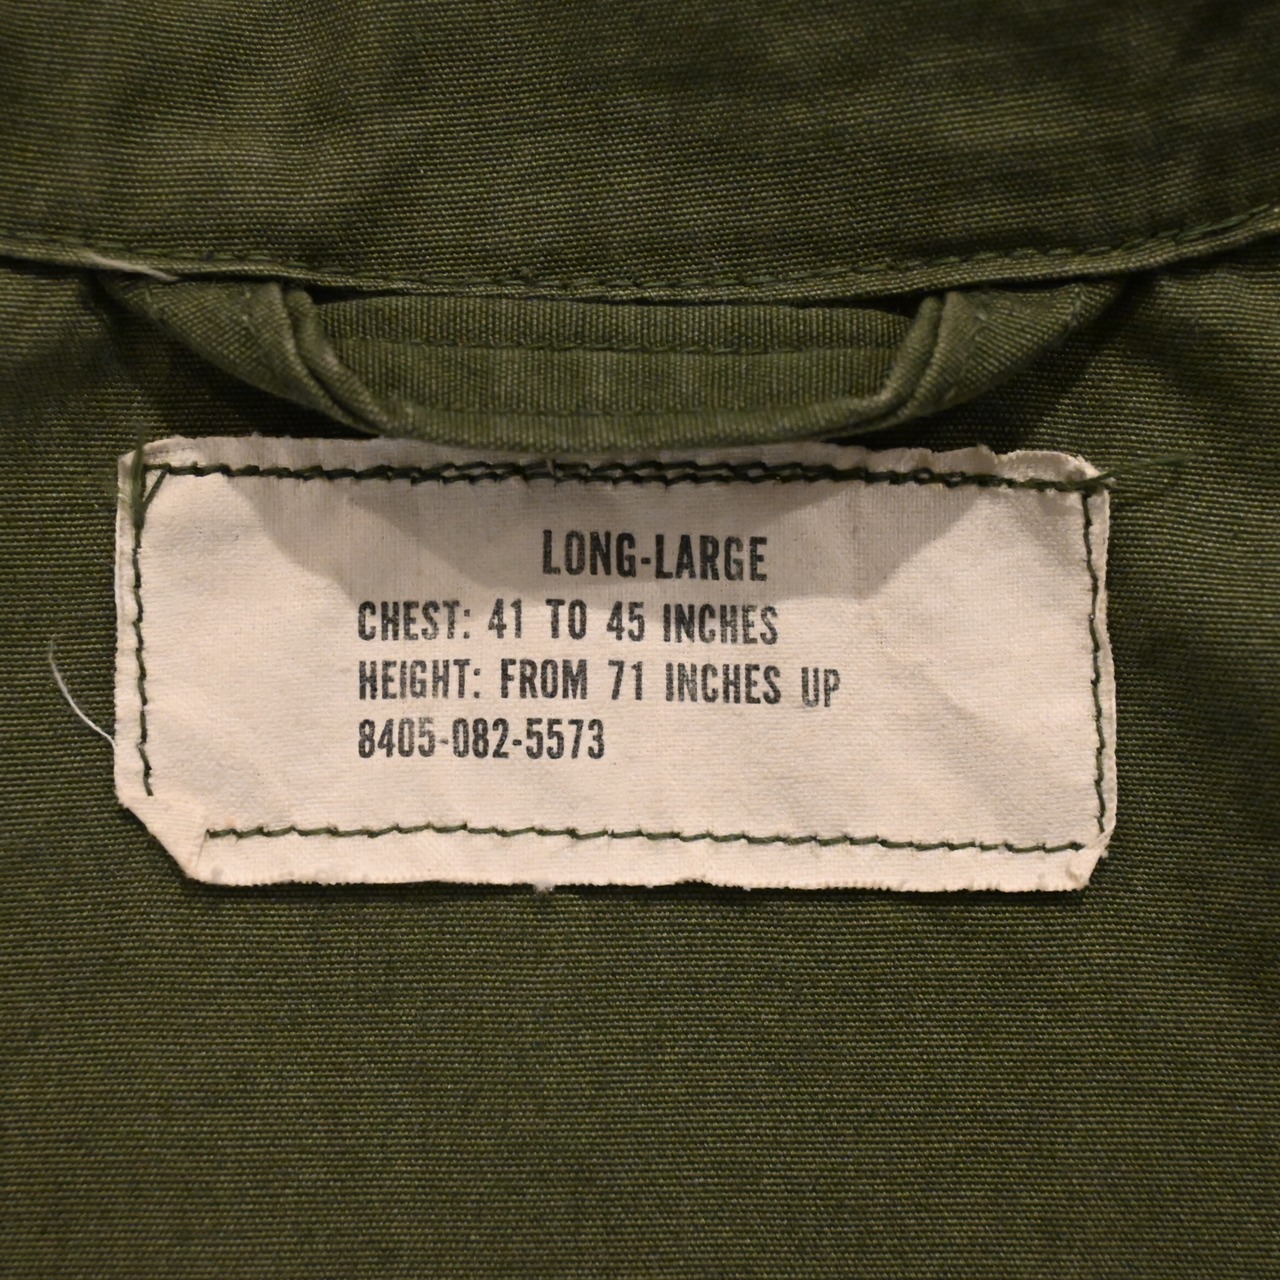 LONG-LARGE
CHEST: 41 TO 45 INCHES
HEIGHT: FROM 71 INCHES UP
8405-082-5573